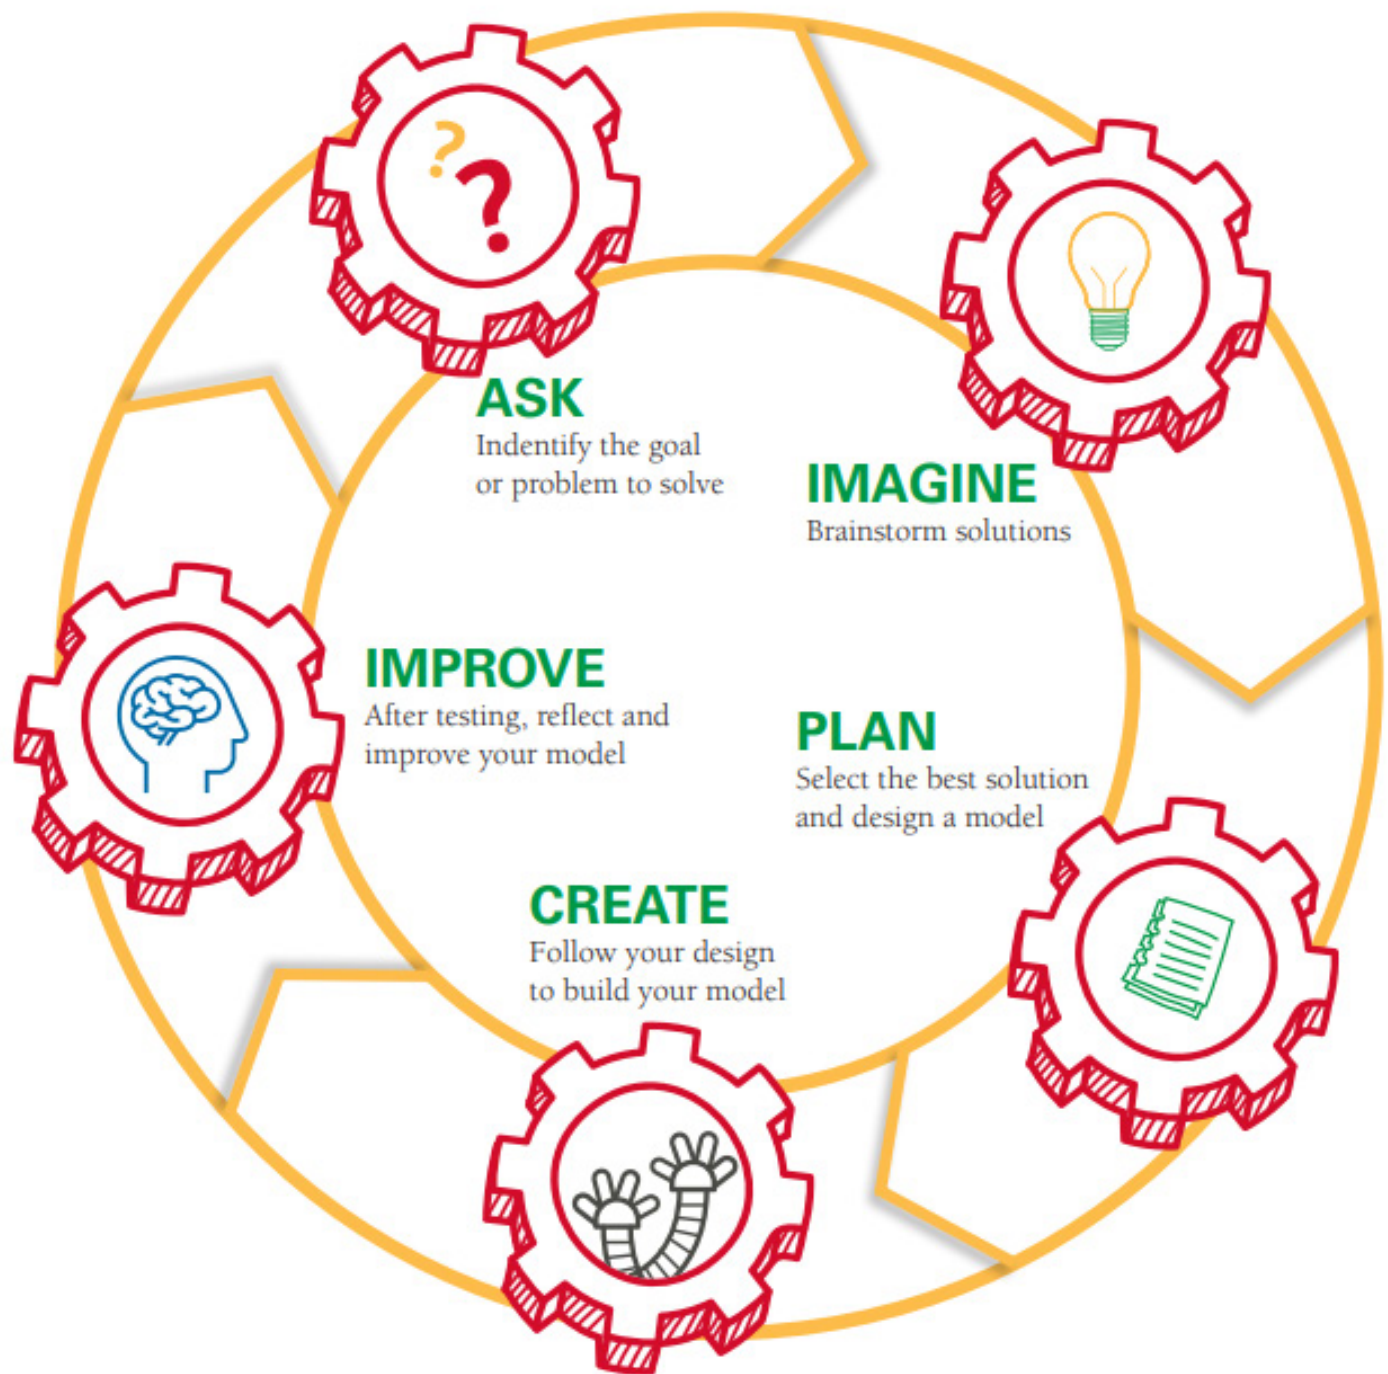 ? ?
ASK
Indentify the goal
or problem to solve
IMAGINE
Brainstorm solutions
PLAN
Select the best solution
and design a model
CREATE
Follow your design
to build your model
IMPROVE
After testing, reflect and
improve your model